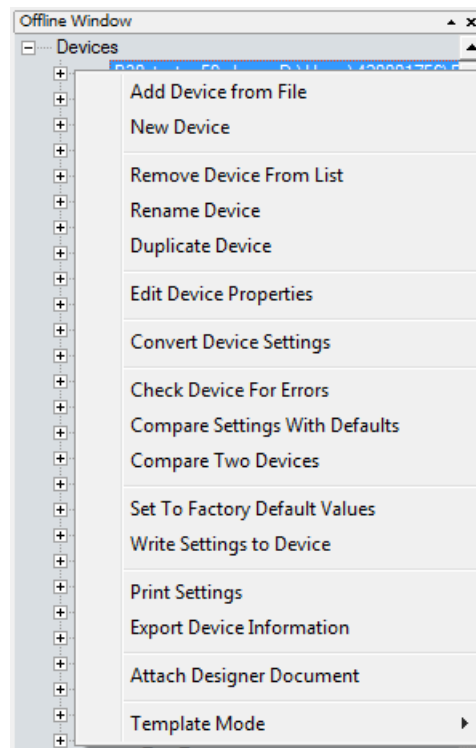 Offline Window
Devices
Add Device from File
New Device
Remove Device From List
Rename Device
Duplicate Device
Edit Device Properties
Convert Device Settings
Check Device For Errors
Compare Settings With Defaults
Compare Two Devices
Set To Factory Default Values
Write Settings to Device
Print Settings
Export Device Information
Attach Designer Document
Template Mode